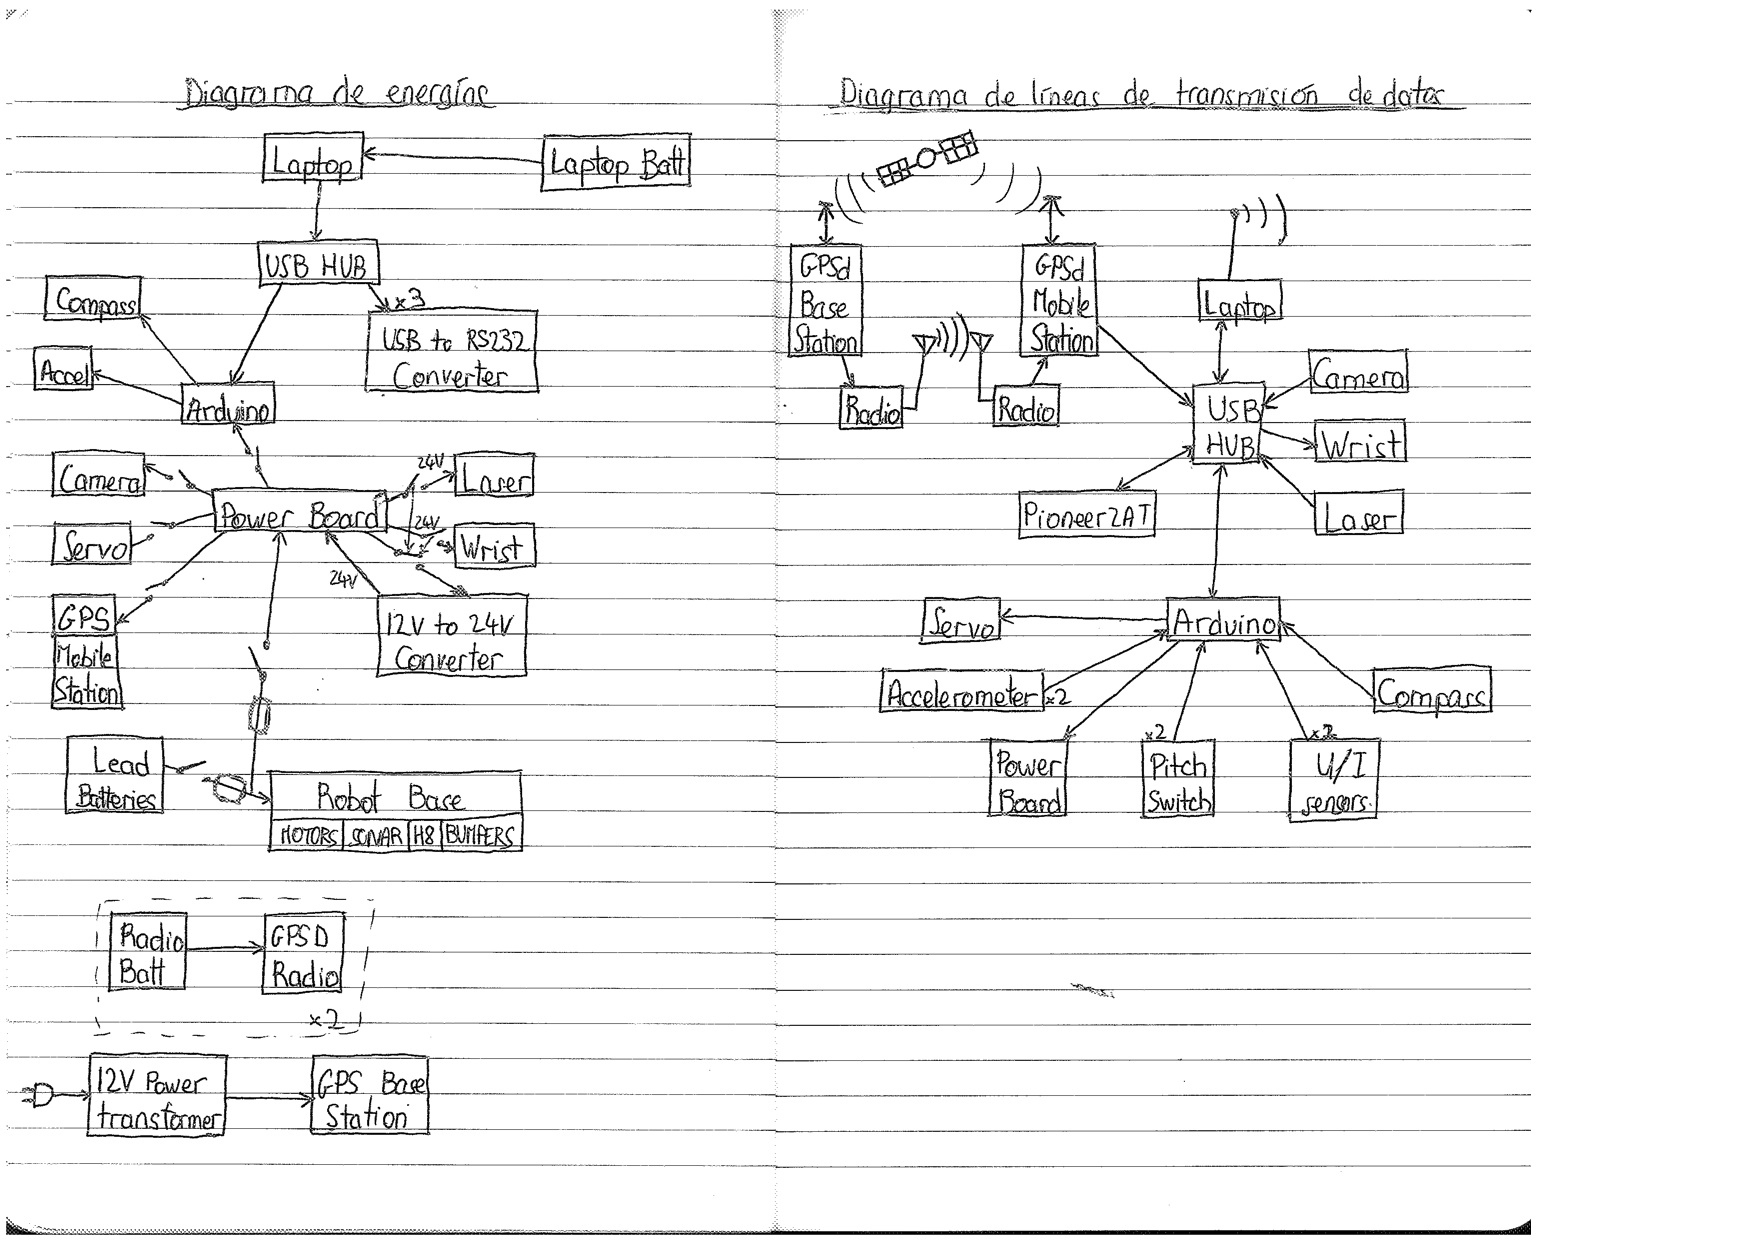 Diagrama de energías
Laptop
Laptop Batt
USB HUB
x3
Compass
USB to RS232
Converter
Accel
Arduino
Camera
24V
Laser
Power Board
24V
Servo
Wrist
24V
GPS
Mobile
Station
12V to 24V
Converter
Lead
Batteries
Robot Base
MOTORS SONAR H8 BUMPERS
Radio
Batt
GPSD
Radio
x2
12V Power
transformer
GPS Base
Station
Diagrama de líneas de transmisión de datos
GPSd
Base
Station
GPSd
Mobile
Station
Laptop
Radio
Radio
USB
HUB
Camera
Wrist
Pioneer2AT
Laser
Servo
Arduino
Accelerometer x2
Compass
Power
Board
x2
Pitch
Switch
x2
U/I
sensors.